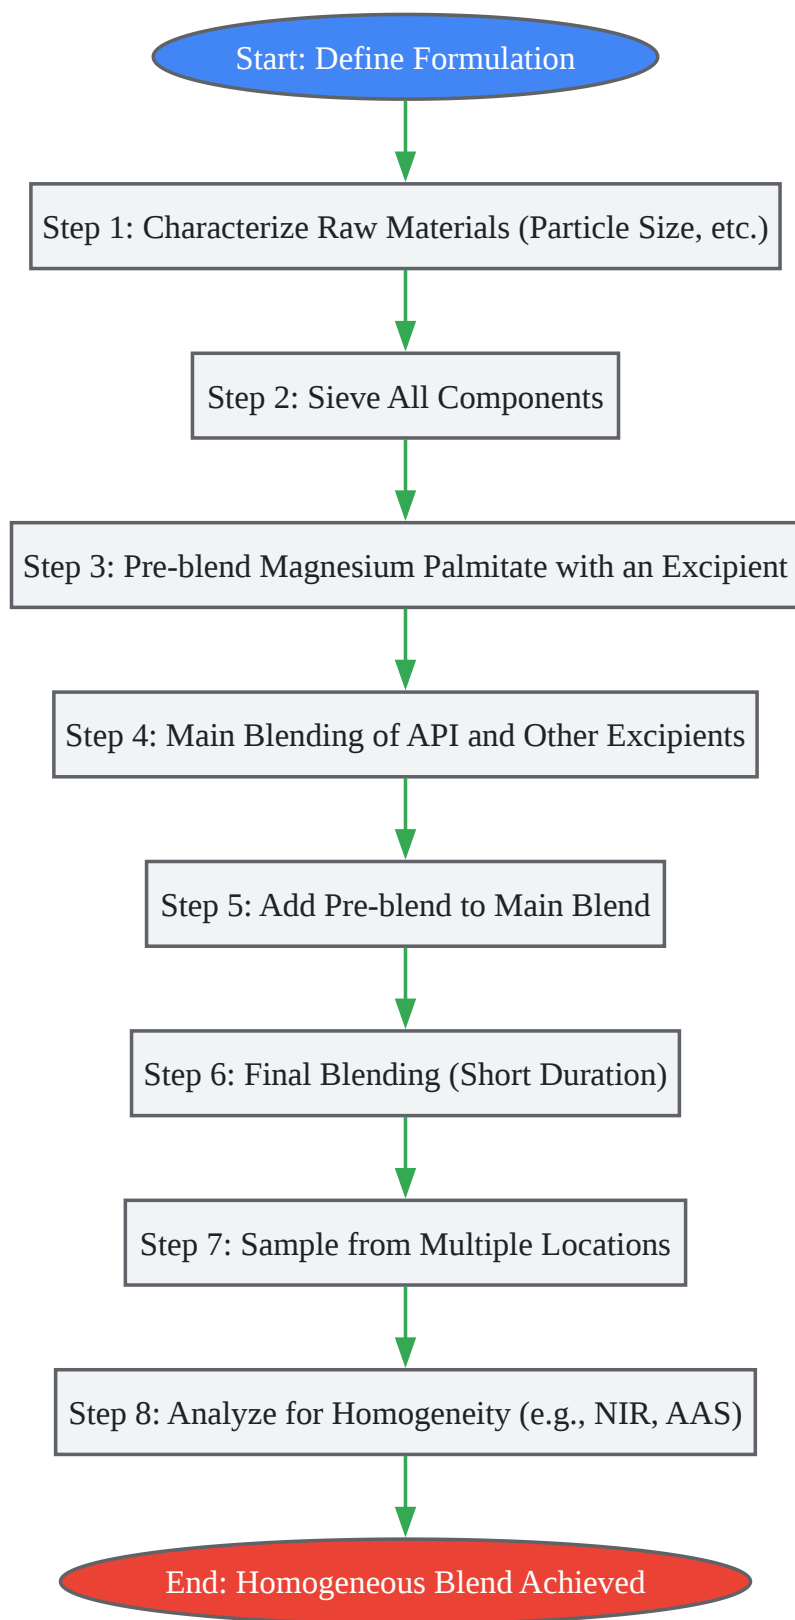 Start: Define Formulation
Step 1: Characterize Raw Materials (Particle Size, etc.)
Step 2: Sieve All Components
Step 3: Pre-blend Magnesium Palmitate with an Excipient
Step 4: Main Blending of API and Other Excipients
Step 5: Add Pre-blend to Main Blend
Step 6: Final Blending (Short Duration)
Step 7: Sample from Multiple Locations
Step 8: Analyze for Homogeneity (e.g., NIR, AAS)
End: Homogeneous Blend Achieved